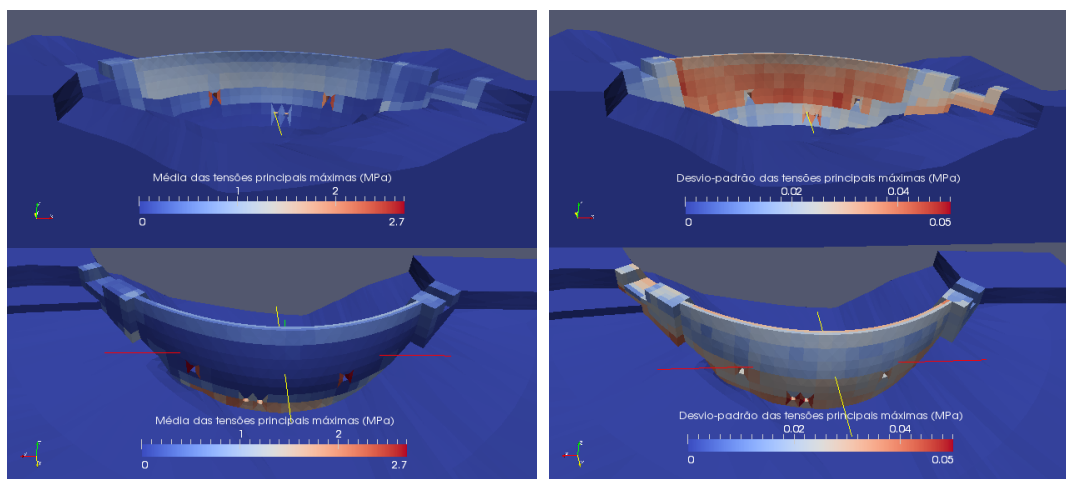 Média das tensões principais máximas (MPa)
1 2
0 2.7
Desvio-padrão das tensões principais máximas (MPa)
0.02 0.04
0 0.05
Média das tensões principais máximas (MPa)
1 2
0 2.7
Desvio-padrão das tensões principais máximas (MPa)
0.02 0.04
0 0.05